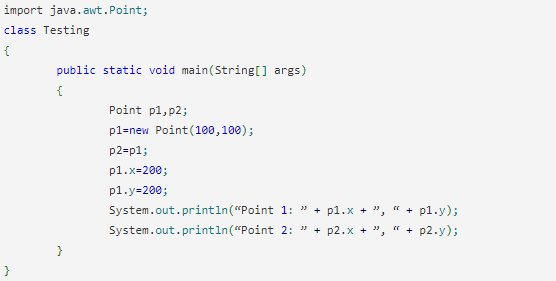 import java.awt.Point;
class Testing
{
public static void main(String[] args)
{
Point p1,p2;
p1=new Point(100,100);
p2=p1;
p1.x=200;
p1.y=200;
System.out.println(“Point 1: ” + p1.x + ”, “ + p1.y);
System.out.println(“Point 2: ” + p2.x + ”, “ + p2.y);
}
}